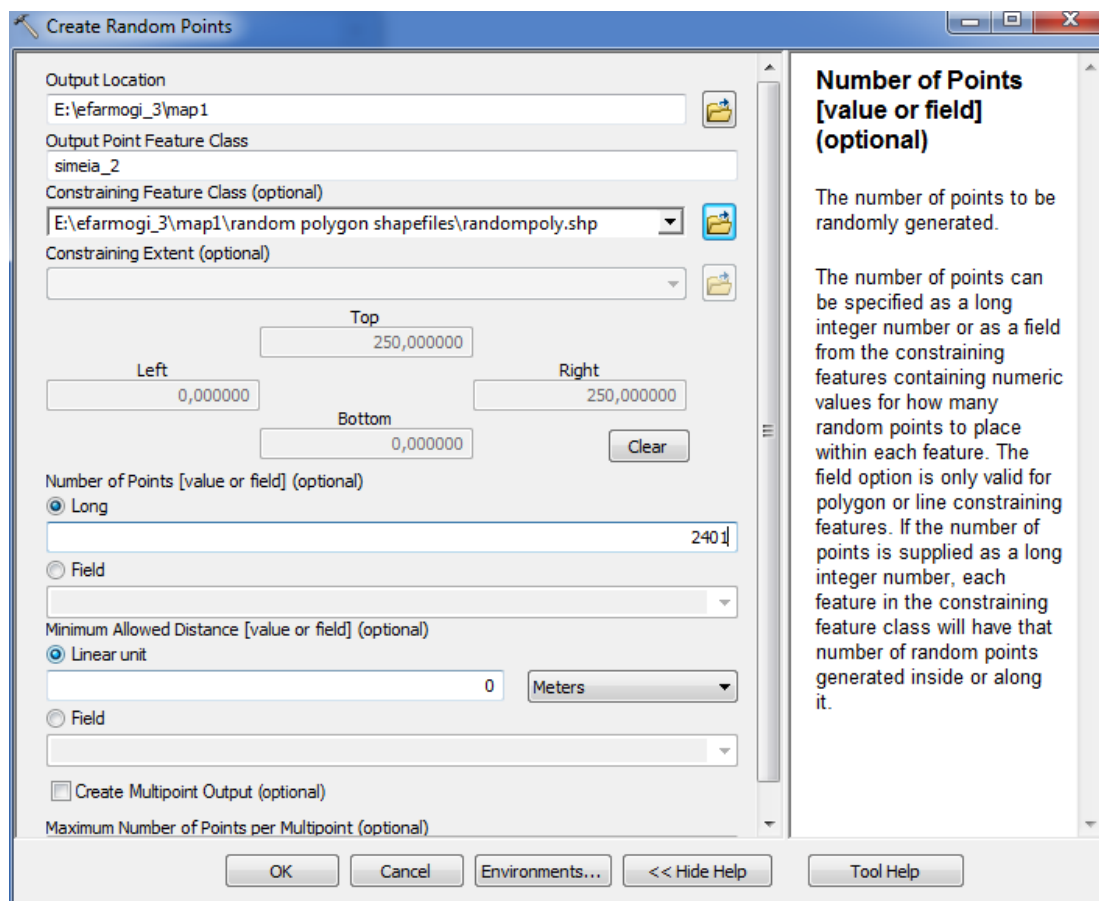 Create Random Points
Output Location
E:\efarmogi_3\map1
Output Point Feature Class
simeia_2
Constraining Feature Class (optional)
E:\efarmogi_3\map1\random polygon shapefiles\randompoly.shp
Constraining Extent (optional)
Top
250,000000
Left
Right
0,000000
250,000000
Bottom
0,000000
Clear
Number of Points [value or field] (optional)
Long
2401
Field
Minimum Allowed Distance [value or field] (optional)
Linear unit
0
Meters
Field
Create Multipoint Output (optional)
Maximum Number of Points per Multipoint (optional)
OK
Cancel
Environments...
<< Hide Help
Tool Help
Number of Points
[value or field]
(optional)
The number of points to be
randomly generated.
The number of points can
be specified as a long
integer number or as a field
from the constraining
features containing numeric
values for how many
random points to place
within each feature. The
field option is only valid for
polygon or line constraining
features. If the number of
points is supplied as a long
integer number, each
feature in the constraining
feature class will have that
number of random points
generated inside or along
it.